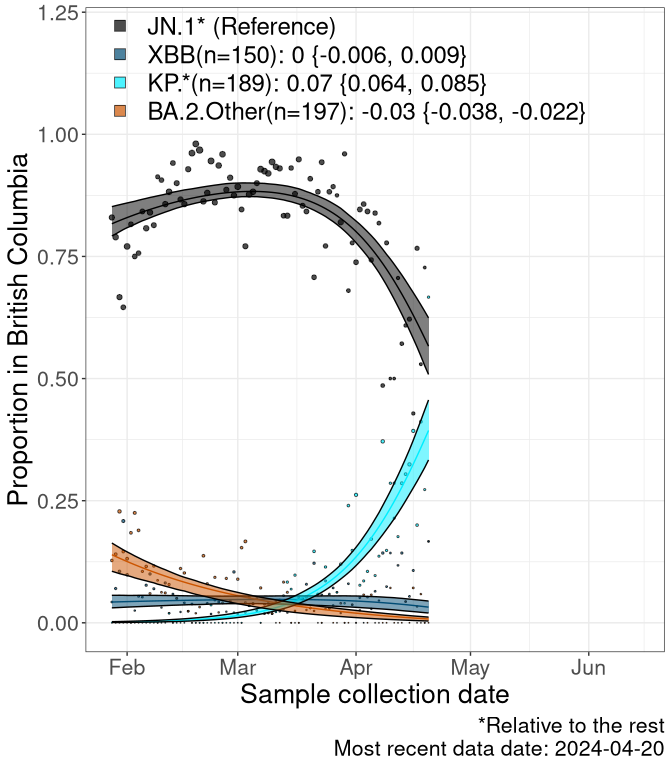 1.25
JN.1* (Reference)
XBB(n=150): 0 {-0.006, 0.009}
KP.*(n=189): 0.07 {0.064, 0.085}
BA.2.Other(n=197): -0.03 {-0.038, -0.022}
1.00
0.75
0.50
0.25
0.00
Proportion in British Columbia
Feb Mar Apr May Jun
Sample collection date
*Relative to the rest
Most recent data date: 2024-04-20